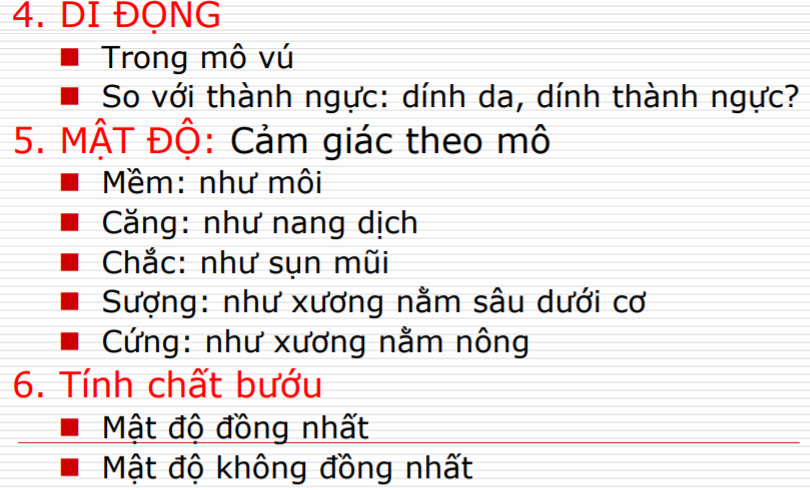 4. DI ĐỘNG
■ Trong mô vú
■ So với thành ngực: dính da, dính thành ngực?
5. MẬT ĐỘ: Cảm giác theo mô
■ Mềm: như môi
■ Căng: như nang dịch
■ Chắc: như sụn mũi
■ Sượng: như xương nằm sâu dưới cơ
■ Cứng: như xương nằm nông
6. Tính chất bướu
■ Mật độ đồng nhất
■ Mật độ không đồng nhất